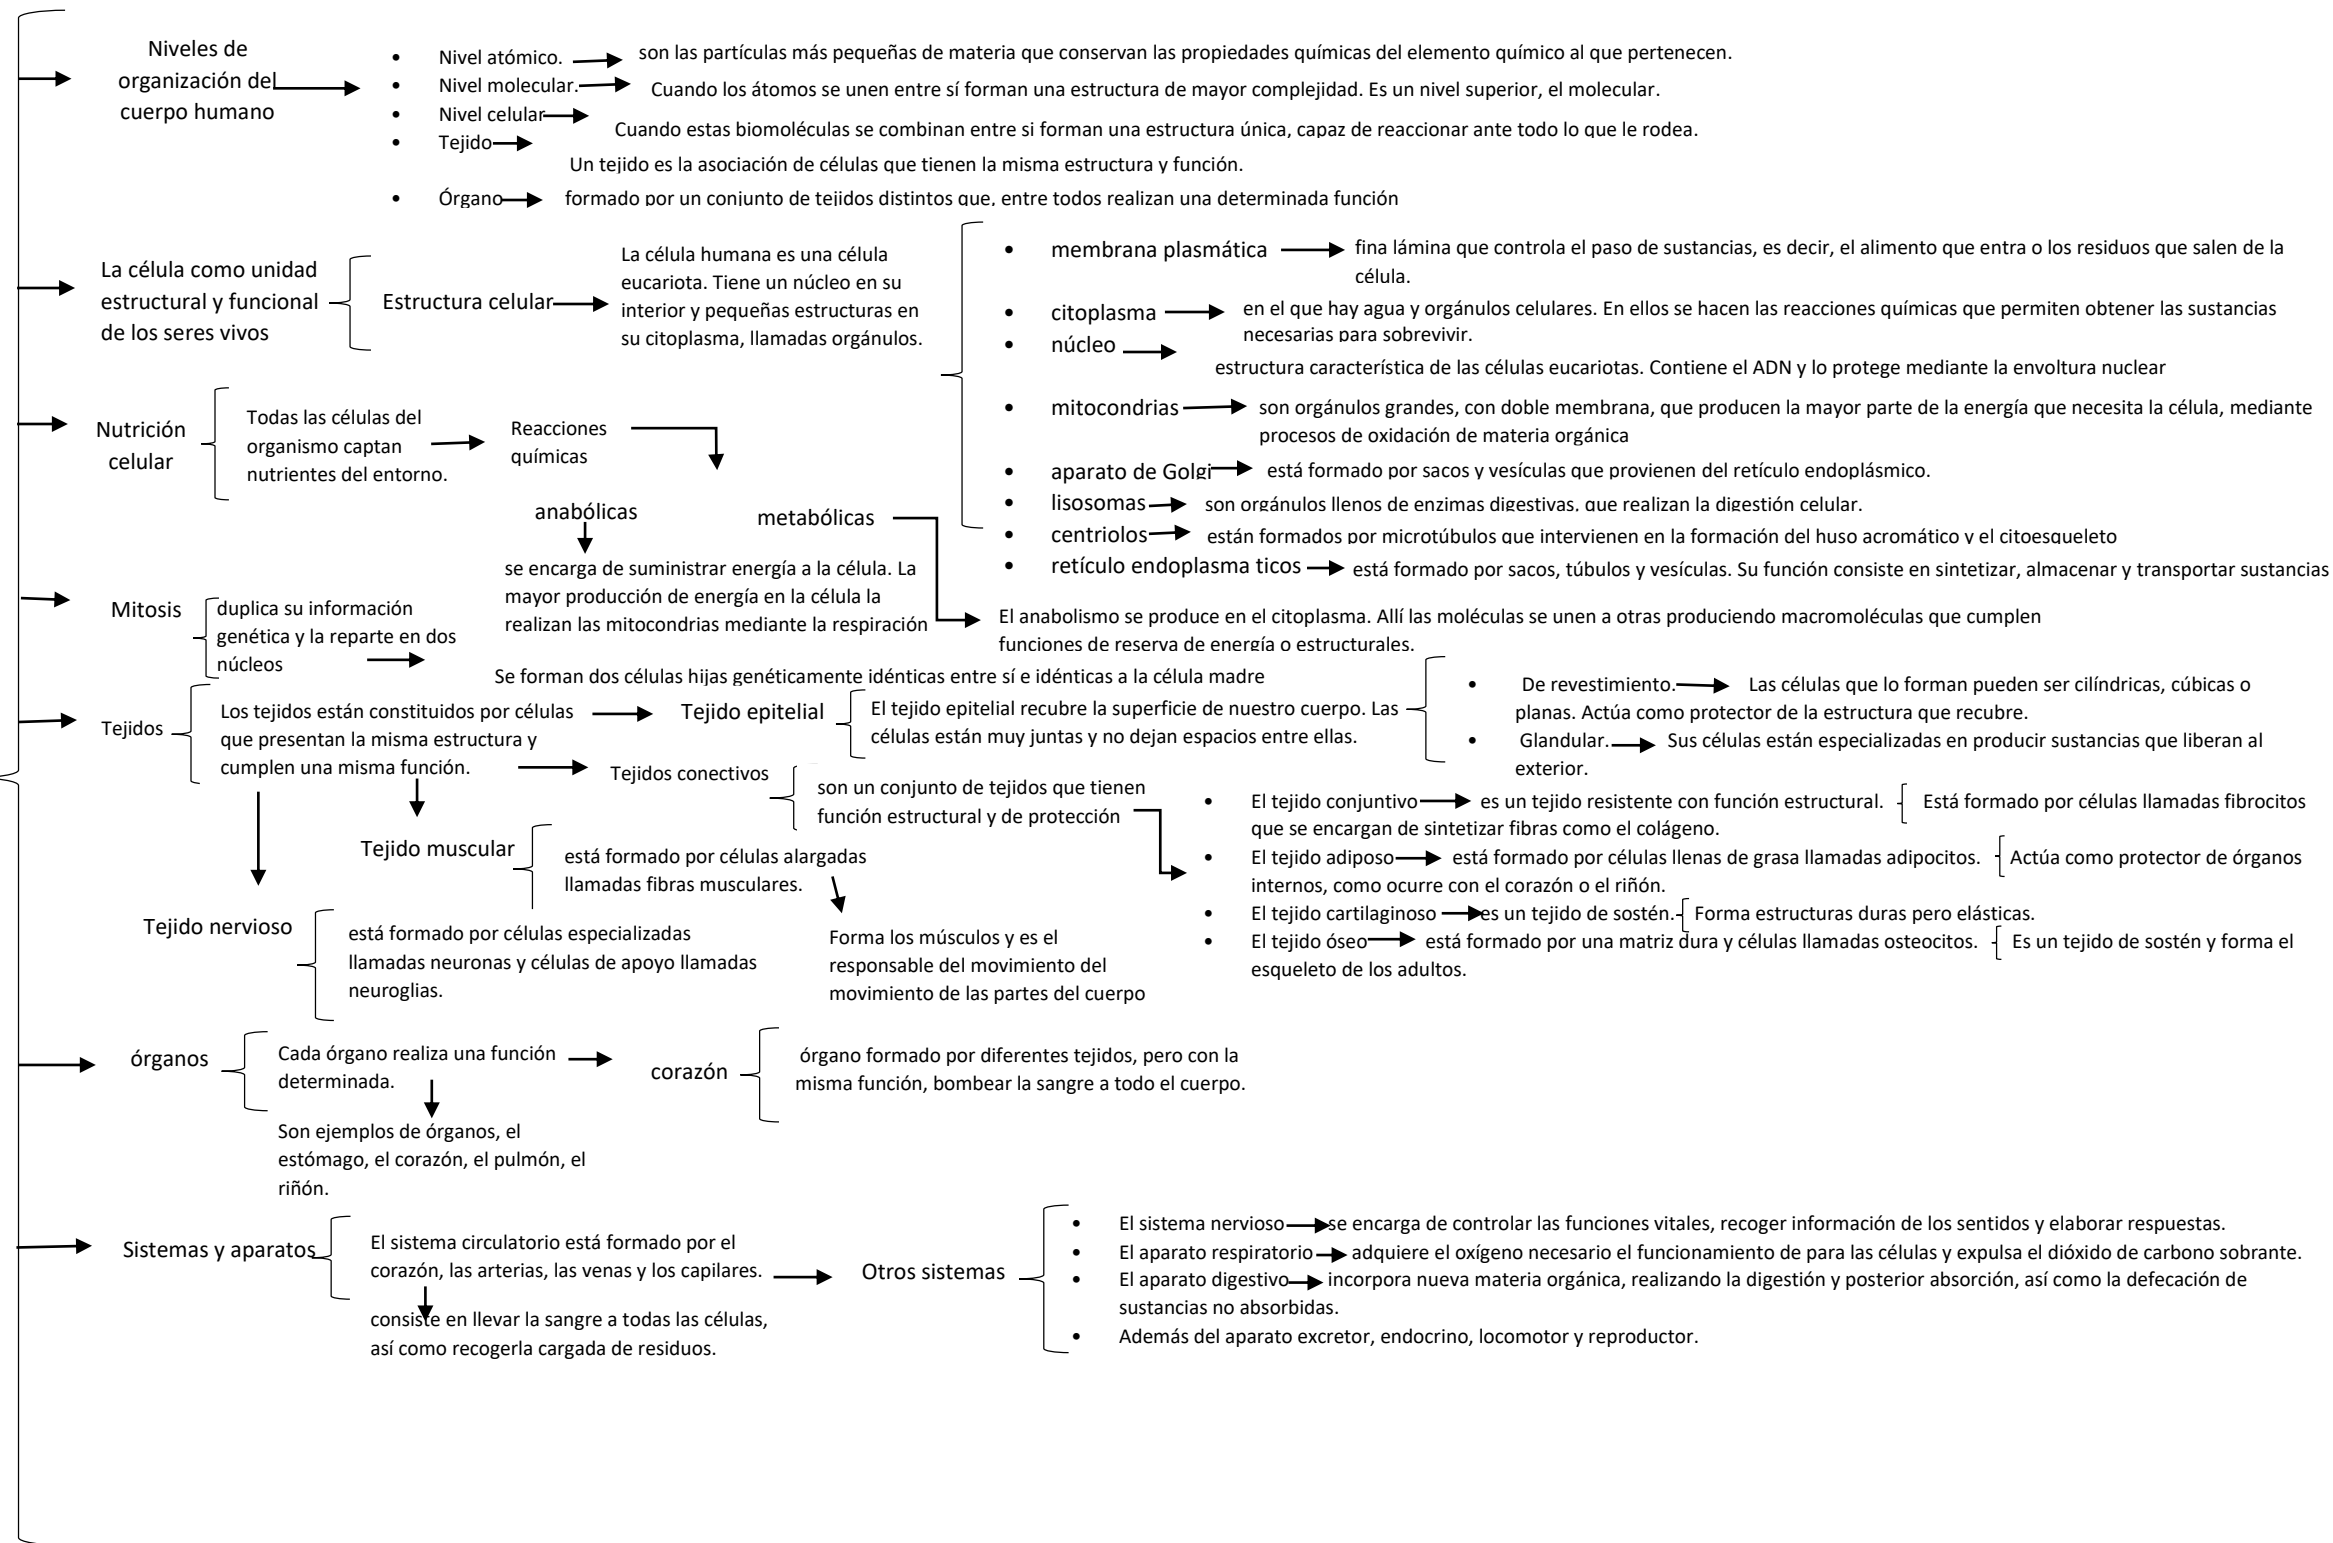 Niveles de
organización del
cuerpo humano
• Nivel atómico.
son las partículas más pequeñas de materia que conservan las propiedades químicas del elemento químico al que pertenecen.
• Nivel molecular.
Cuando los átomos se unen entre sí forman una estructura de mayor complejidad. Es un nivel superior, el molecular.
• Nivel celular
Cuando estas biomoléculas se combinan entre si forman una estructura única, capaz de reaccionar ante todo lo que le rodea.
• Tejido
Un tejido es la asociación de células que tienen la misma estructura y función.
• Órgano
formado por un conjunto de tejidos distintos que, entre todos realizan una determinada función
La célula como unidad
estructural y funcional
de los seres vivos
Estructura celular
La célula humana es una célula
eucariota. Tiene un núcleo en su
interior y pequeñas estructuras en
su citoplasma, llamadas orgánulos.
• membrana plasmática
fina lámina que controla el paso de sustancias, es decir, el alimento que entra o los residuos que salen de la
célula.
• citoplasma
en el que hay agua y orgánulos celulares. En ellos se hacen las reacciones químicas que permiten obtener las sustancias
necesarias para sobrevivir.
• núcleo
estructura característica de las células eucariotas. Contiene el ADN y lo protege mediante la envoltura nuclear
• mitocondrias
son orgánulos grandes, con doble membrana, que producen la mayor parte de la energía que necesita la célula, mediante
procesos de oxidación de materia orgánica
• aparato de Golgi
está formado por sacos y vesículas que provienen del retículo endoplásmico.
• lisosomas
son orgánulos llenos de enzimas digestivas, que realizan la digestión celular.
• centriolos
están formados por microtúbulos que intervienen en la formación del huso acromático y el citoesqueleto
• retículo endoplasma ticos
está formado por sacos, túbulos y vesículas. Su función consiste en sintetizar, almacenar y transportar sustancias
Nutrición
celular
Todas las células del
organismo captan
nutrientes del entorno.
Reacciones
químicas
anabólicas
metabólicas
se encarga de suministrar energía a la célula. La
mayor producción de energía en la célula la
realizan las mitocondrias mediante la respiración
El anabolismo se produce en el citoplasma. Allí las moléculas se unen a otras produciendo macromoléculas que cumplen
funciones de reserva de energía o estructurales.
Mitosis
duplica su información
genética y la reparte en dos
núcleos
Se forman dos células hijas genéticamente idénticas entre sí e idénticas a la célula madre
Tejidos
Los tejidos están constituidos por células
que presentan la misma estructura y
cumplen una misma función.
Tejido epitelial
El tejido epitelial recubre la superficie de nuestro cuerpo. Las
células están muy juntas y no dejan espacios entre ellas.
• De revestimiento. Las células que lo forman pueden ser cilíndricas, cúbicas o
planas. Actúa como protector de la estructura que recubre.
• Glandular. Sus células están especializadas en producir sustancias que liberan al
exterior.
Tejidos conectivos
son un conjunto de tejidos que tienen
función estructural y de protección
• El tejido conjuntivo es un tejido resistente con función estructural. Está formado por células llamadas fibrocitos
que se encargan de sintetizar fibras como el colágeno.
• El tejido adiposo está formado por células llenas de grasa llamadas adipocitos. Actúa como protector de órganos
internos, como ocurre con el corazón o el riñón.
• El tejido cartilaginoso es un tejido de sostén. Forma estructuras duras pero elásticas.
• El tejido óseo está formado por una matriz dura y células llamadas osteocitos. Es un tejido de sostén y forma el
esqueleto de los adultos.
Tejido muscular
está formado por células alargadas
llamadas fibras musculares.
Forma los músculos y es el
responsable del movimiento del
movimiento de las partes del cuerpo
Tejido nervioso
está formado por células especializadas
llamadas neuronas y células de apoyo llamadas
neuroglias.
órganos
Cada órgano realiza una función
determinada.
Son ejemplos de órganos, el
estómago, el corazón, el pulmón, el
riñón.
corazón
órgano formado por diferentes tejidos, pero con la
misma función, bombear la sangre a todo el cuerpo.
Sistemas y aparatos
El sistema circulatorio está formado por el
corazón, las arterias, las venas y los capilares.
consiste en llevar la sangre a todas las células,
así como recogerla cargada de residuos.
Otros sistemas
• El sistema nervioso se encarga de controlar las funciones vitales, recoger información de los sentidos y elaborar respuestas.
• El aparato respiratorio adquiere el oxígeno necesario el funcionamiento de para las células y expulsa el dióxido de carbono sobrante.
• El aparato digestivo incorpora nueva materia orgánica, realizando la digestión y posterior absorción, así como la defecación de
sustancias no absorbidas.
• Además del aparato excretor, endocrino, locomotor y reproductor.